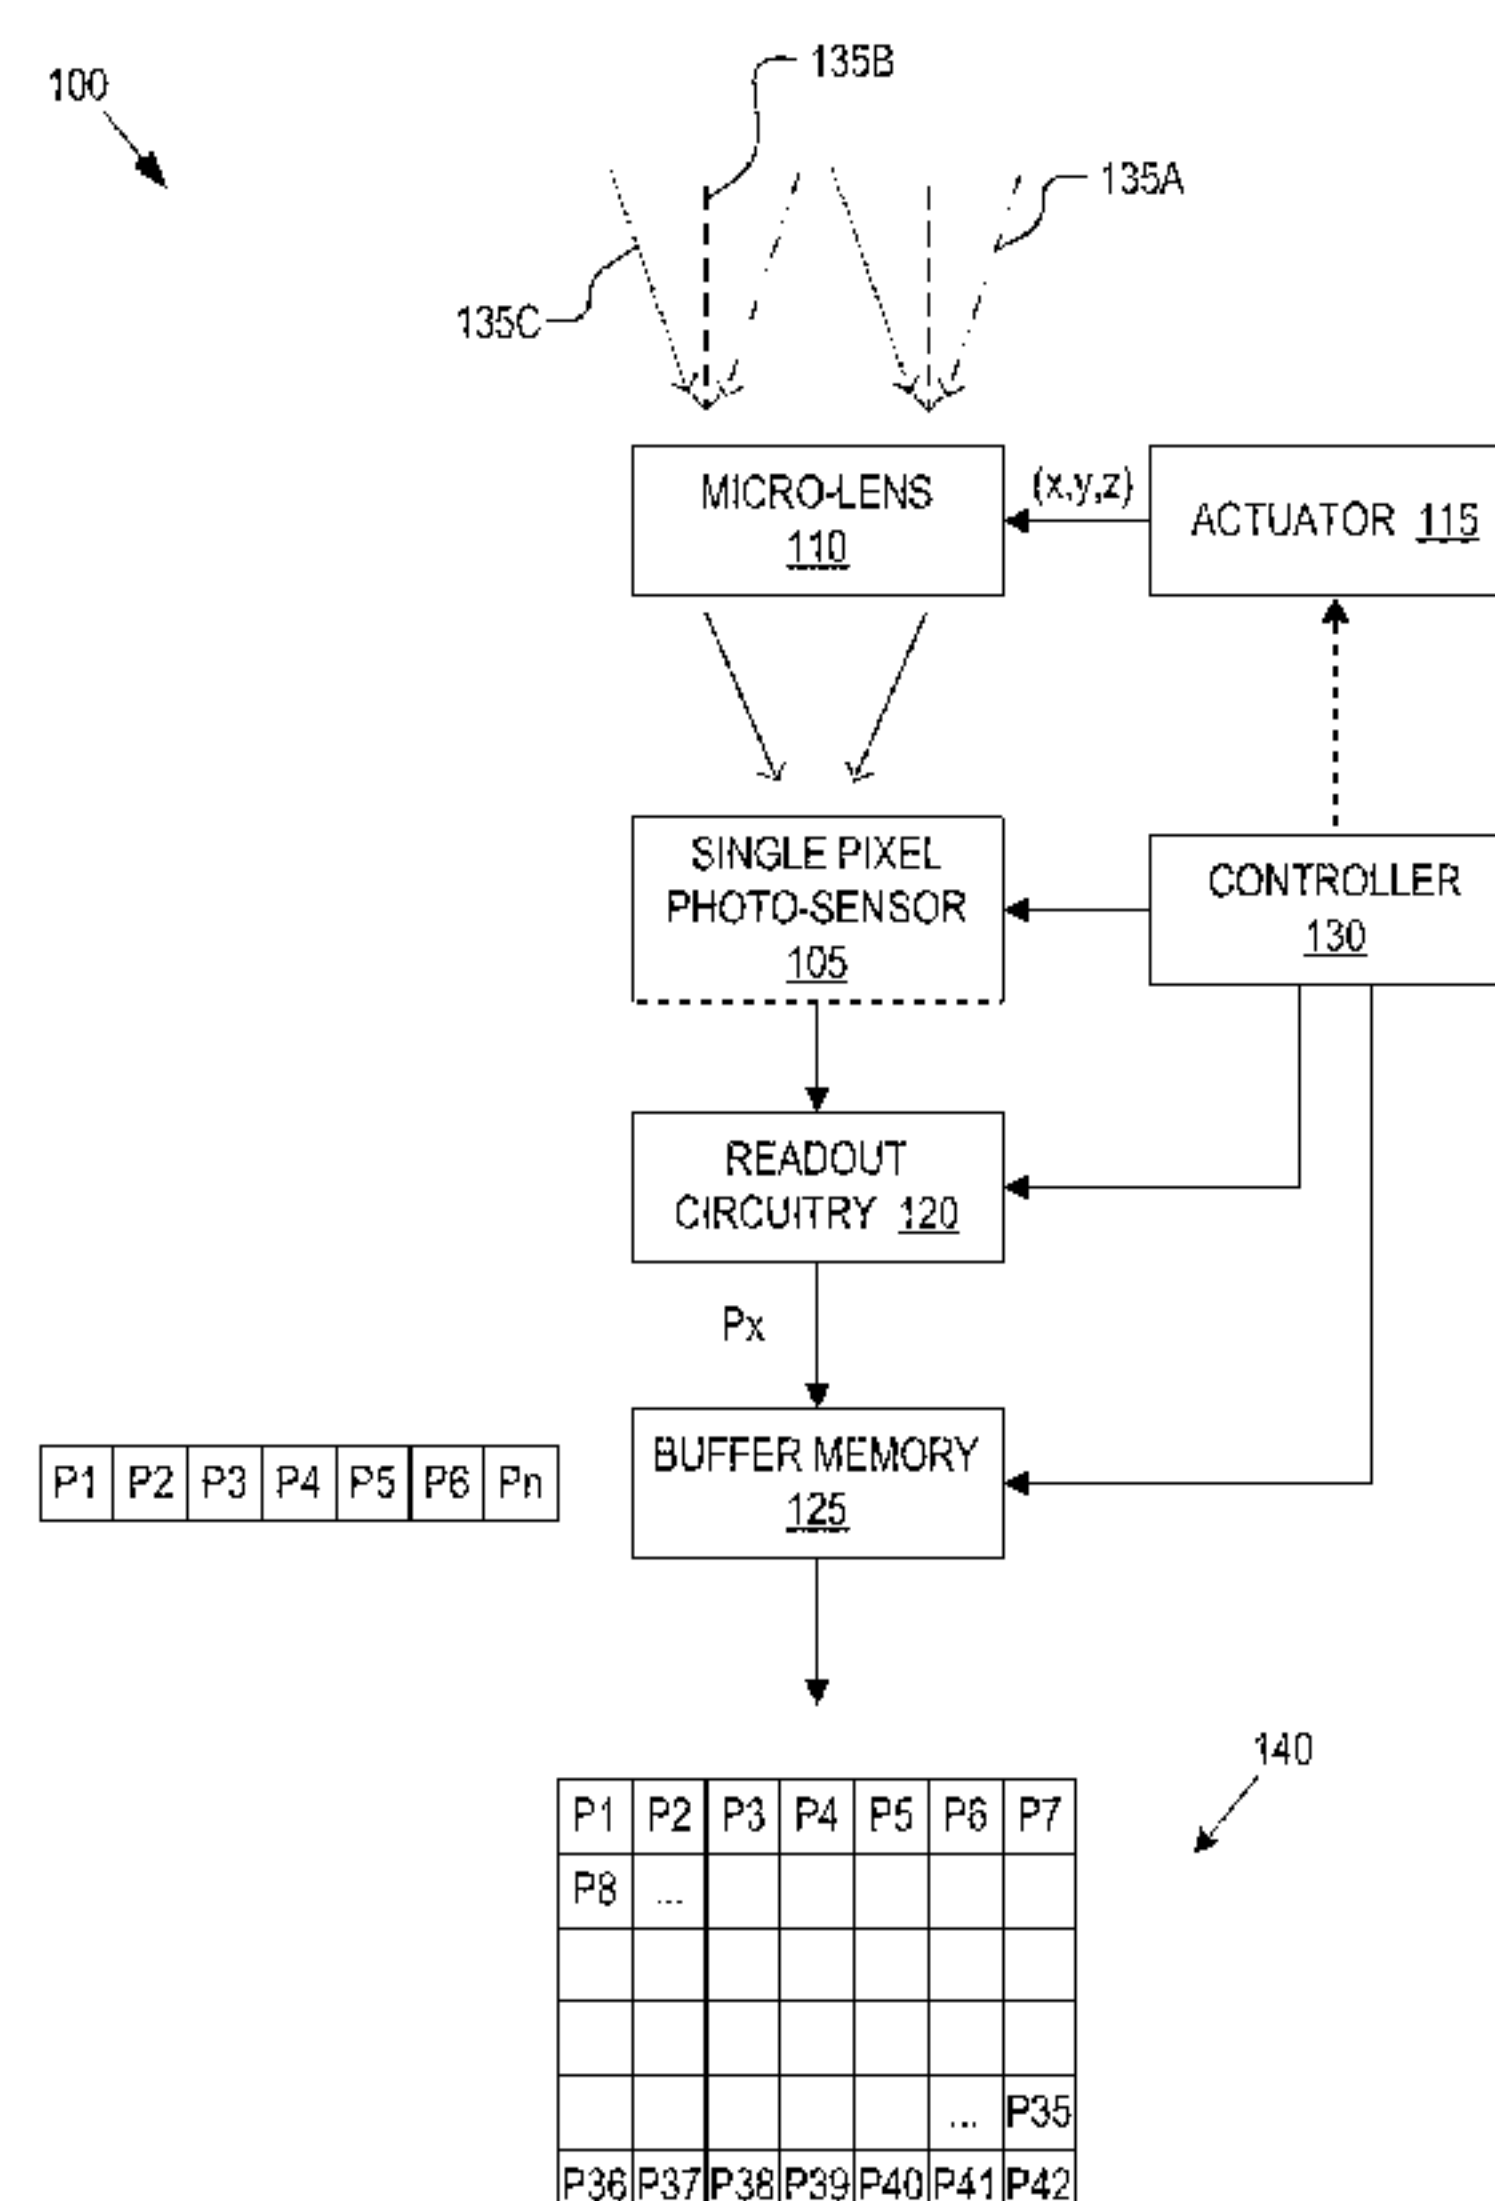 135B
100
135A
135C
MICRO-LENS
110
(x,y,z)
ACTUATOR 115
SINGLE PIXEL
PHOTO-SENSOR
105
CONTROLLER
130
READOUT
CIRCUITRY 120
Px
P1 P2 P3 P4 P5 P6 Pn
BUFFER MEMORY
125
140
P1 P2 P3 P4 P5 P6 P7
P8 ...
... P35
P36 P37 P38 P39 P40 P41 P42